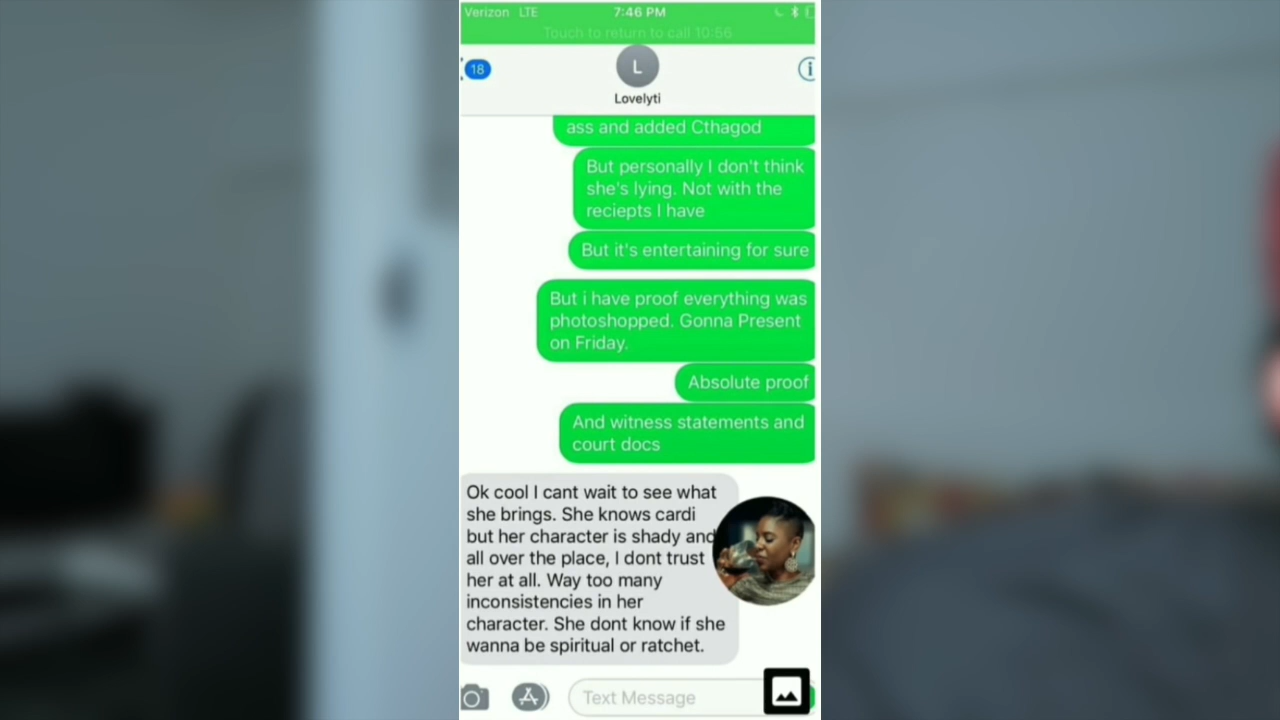 Verizon LTE 7:46 PM
Touch to return to call 10:56
18
L
Lovelyti
ass and added Cthagod
But personally I don't think
she's lying. Not with the
reciepts I have
But it's entertaining for sure
But i have proof everything was
photoshopped. Gonna Present
on Friday.
Absolute proof
And witness statements and
court docs
Ok cool I cant wait to see what
she brings. She knows cardi
but her character is shady and
all over the place, I dont trust
her at all. Way too many
inconsistencies in her
character. She dont know if she
wanna be spiritual or ratchet.
Text Message